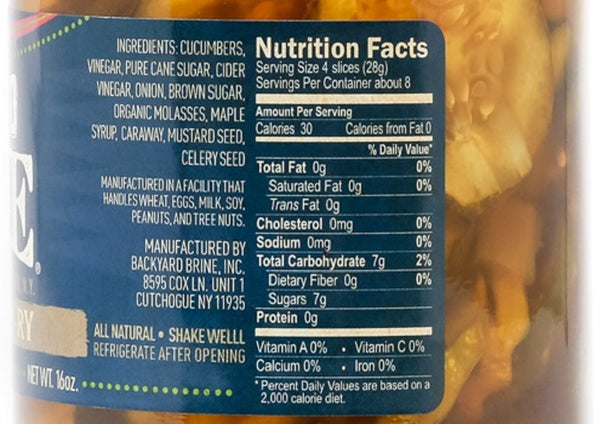 INGREDIENTS: CUCUMBERS,
VINEGAR, PURE CANE SUGAR, CIDER
VINEGAR, ONION, BROWN SUGAR,
ORGANIC MOLASSES, MAPLE
SYRUP, CARAWAY, MUSTARD SEED,
CELERY SEED
MANUFACTURED IN A FACILITY THAT
HANDLES WHEAT, EGGS, MILK, SOY,
PEANUTS, AND TREE NUTS.
MANUFACTURED BY
BACKYARD BRINE, INC.
8595 COX LN. UNIT 1
CUTCHOGUE NY 11935
ALL NATURAL • SHAKE WELLL
REFRIGERATE AFTER OPENING
E®
RY
NET WT. 16oz.
Nutrition Facts
Serving Size 4 slices (28g)
Servings Per Container about 8
Amount Per Serving
Calories 30 Calories from Fat 0
% Daily Value*
Total Fat 0g 0%
Saturated Fat 0g 0%
Trans Fat 0g
Cholesterol 0mg 0%
Sodium 0mg 0%
Total Carbohydrate 7g 2%
Dietary Fiber 0g 0%
Sugars 7g
Protein 0g
Vitamin A 0% • Vitamin C 0%
Calcium 0% • Iron 0%
*Percent Daily Values are based on a
2,000 calorie diet.